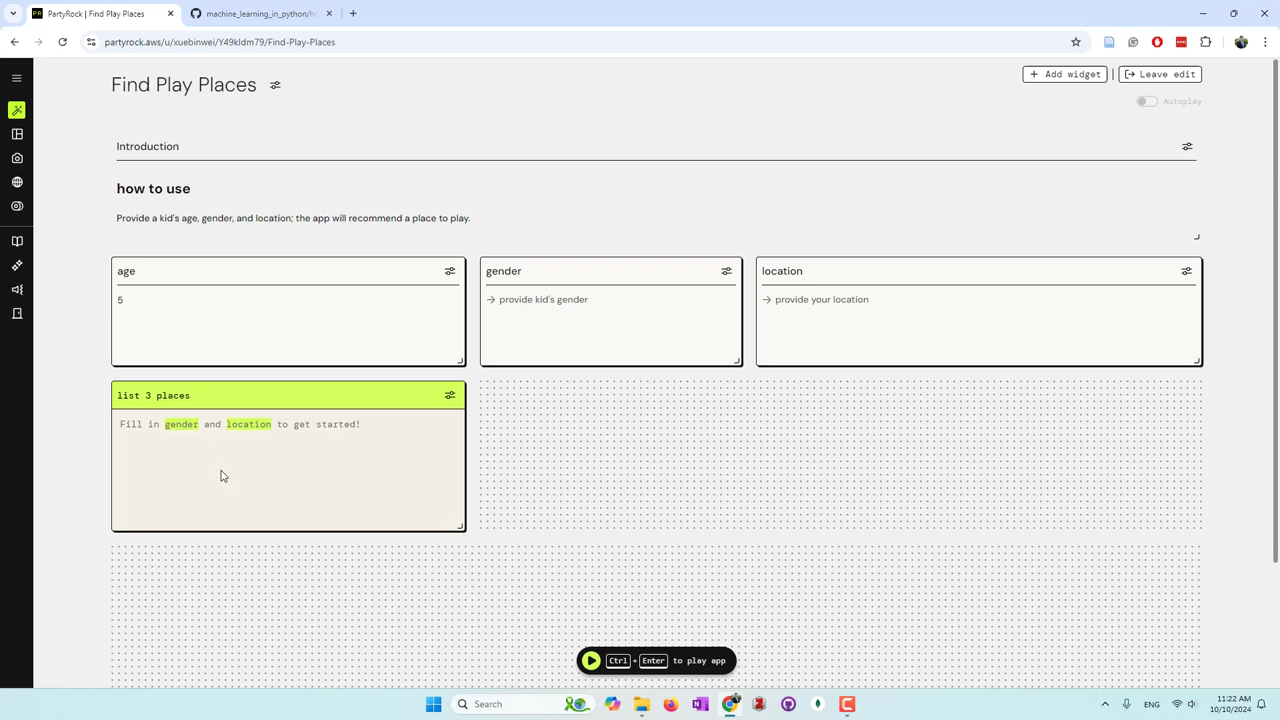 PartyRock | Find Play Places
machine_learning_in_python/ho
partyrock.aws/u/xuebinwei/Y49kldm79/Find-Play-Places
Find Play Places
Add widget
Leave edit
Autoplay
Introduction
how to use
Provide a kid's age, gender, and location; the app will recommend a place to play.
age
gender
location
5
provide kid's gender
provide your location
list 3 places
Fill in gender and location to get started!
Ctrl + Enter to play app
Search
ENG
11:22 AM
10/10/2024